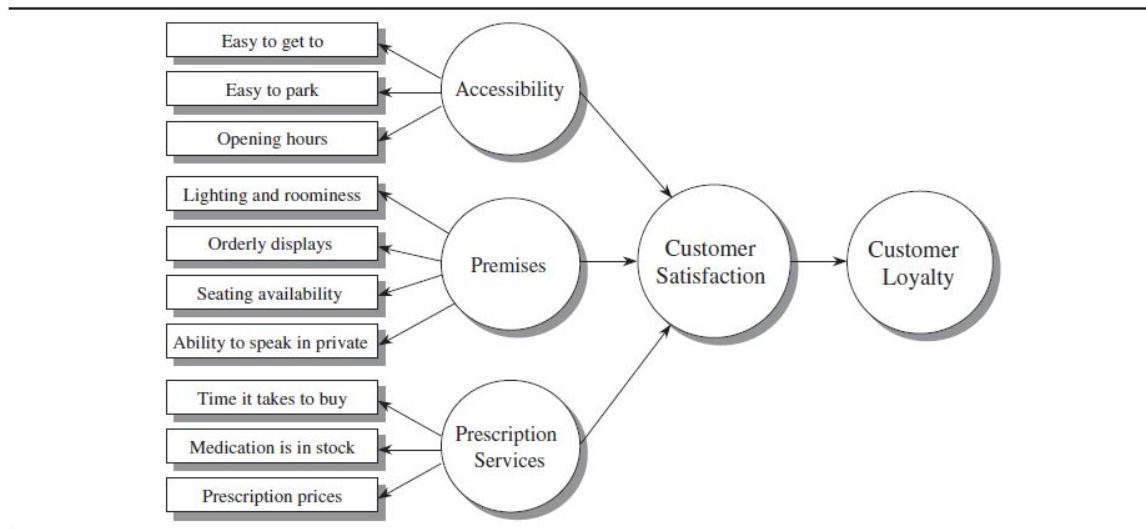 Easy to get to
Easy to park
Opening hours
Accessibility
Lighting and roominess
Orderly displays
Seating availability
Ability to speak in private
Premises
Time it takes to buy
Medication is in stock
Prescription prices
Prescription
Services
Customer
Satisfaction
Customer
Loyalty